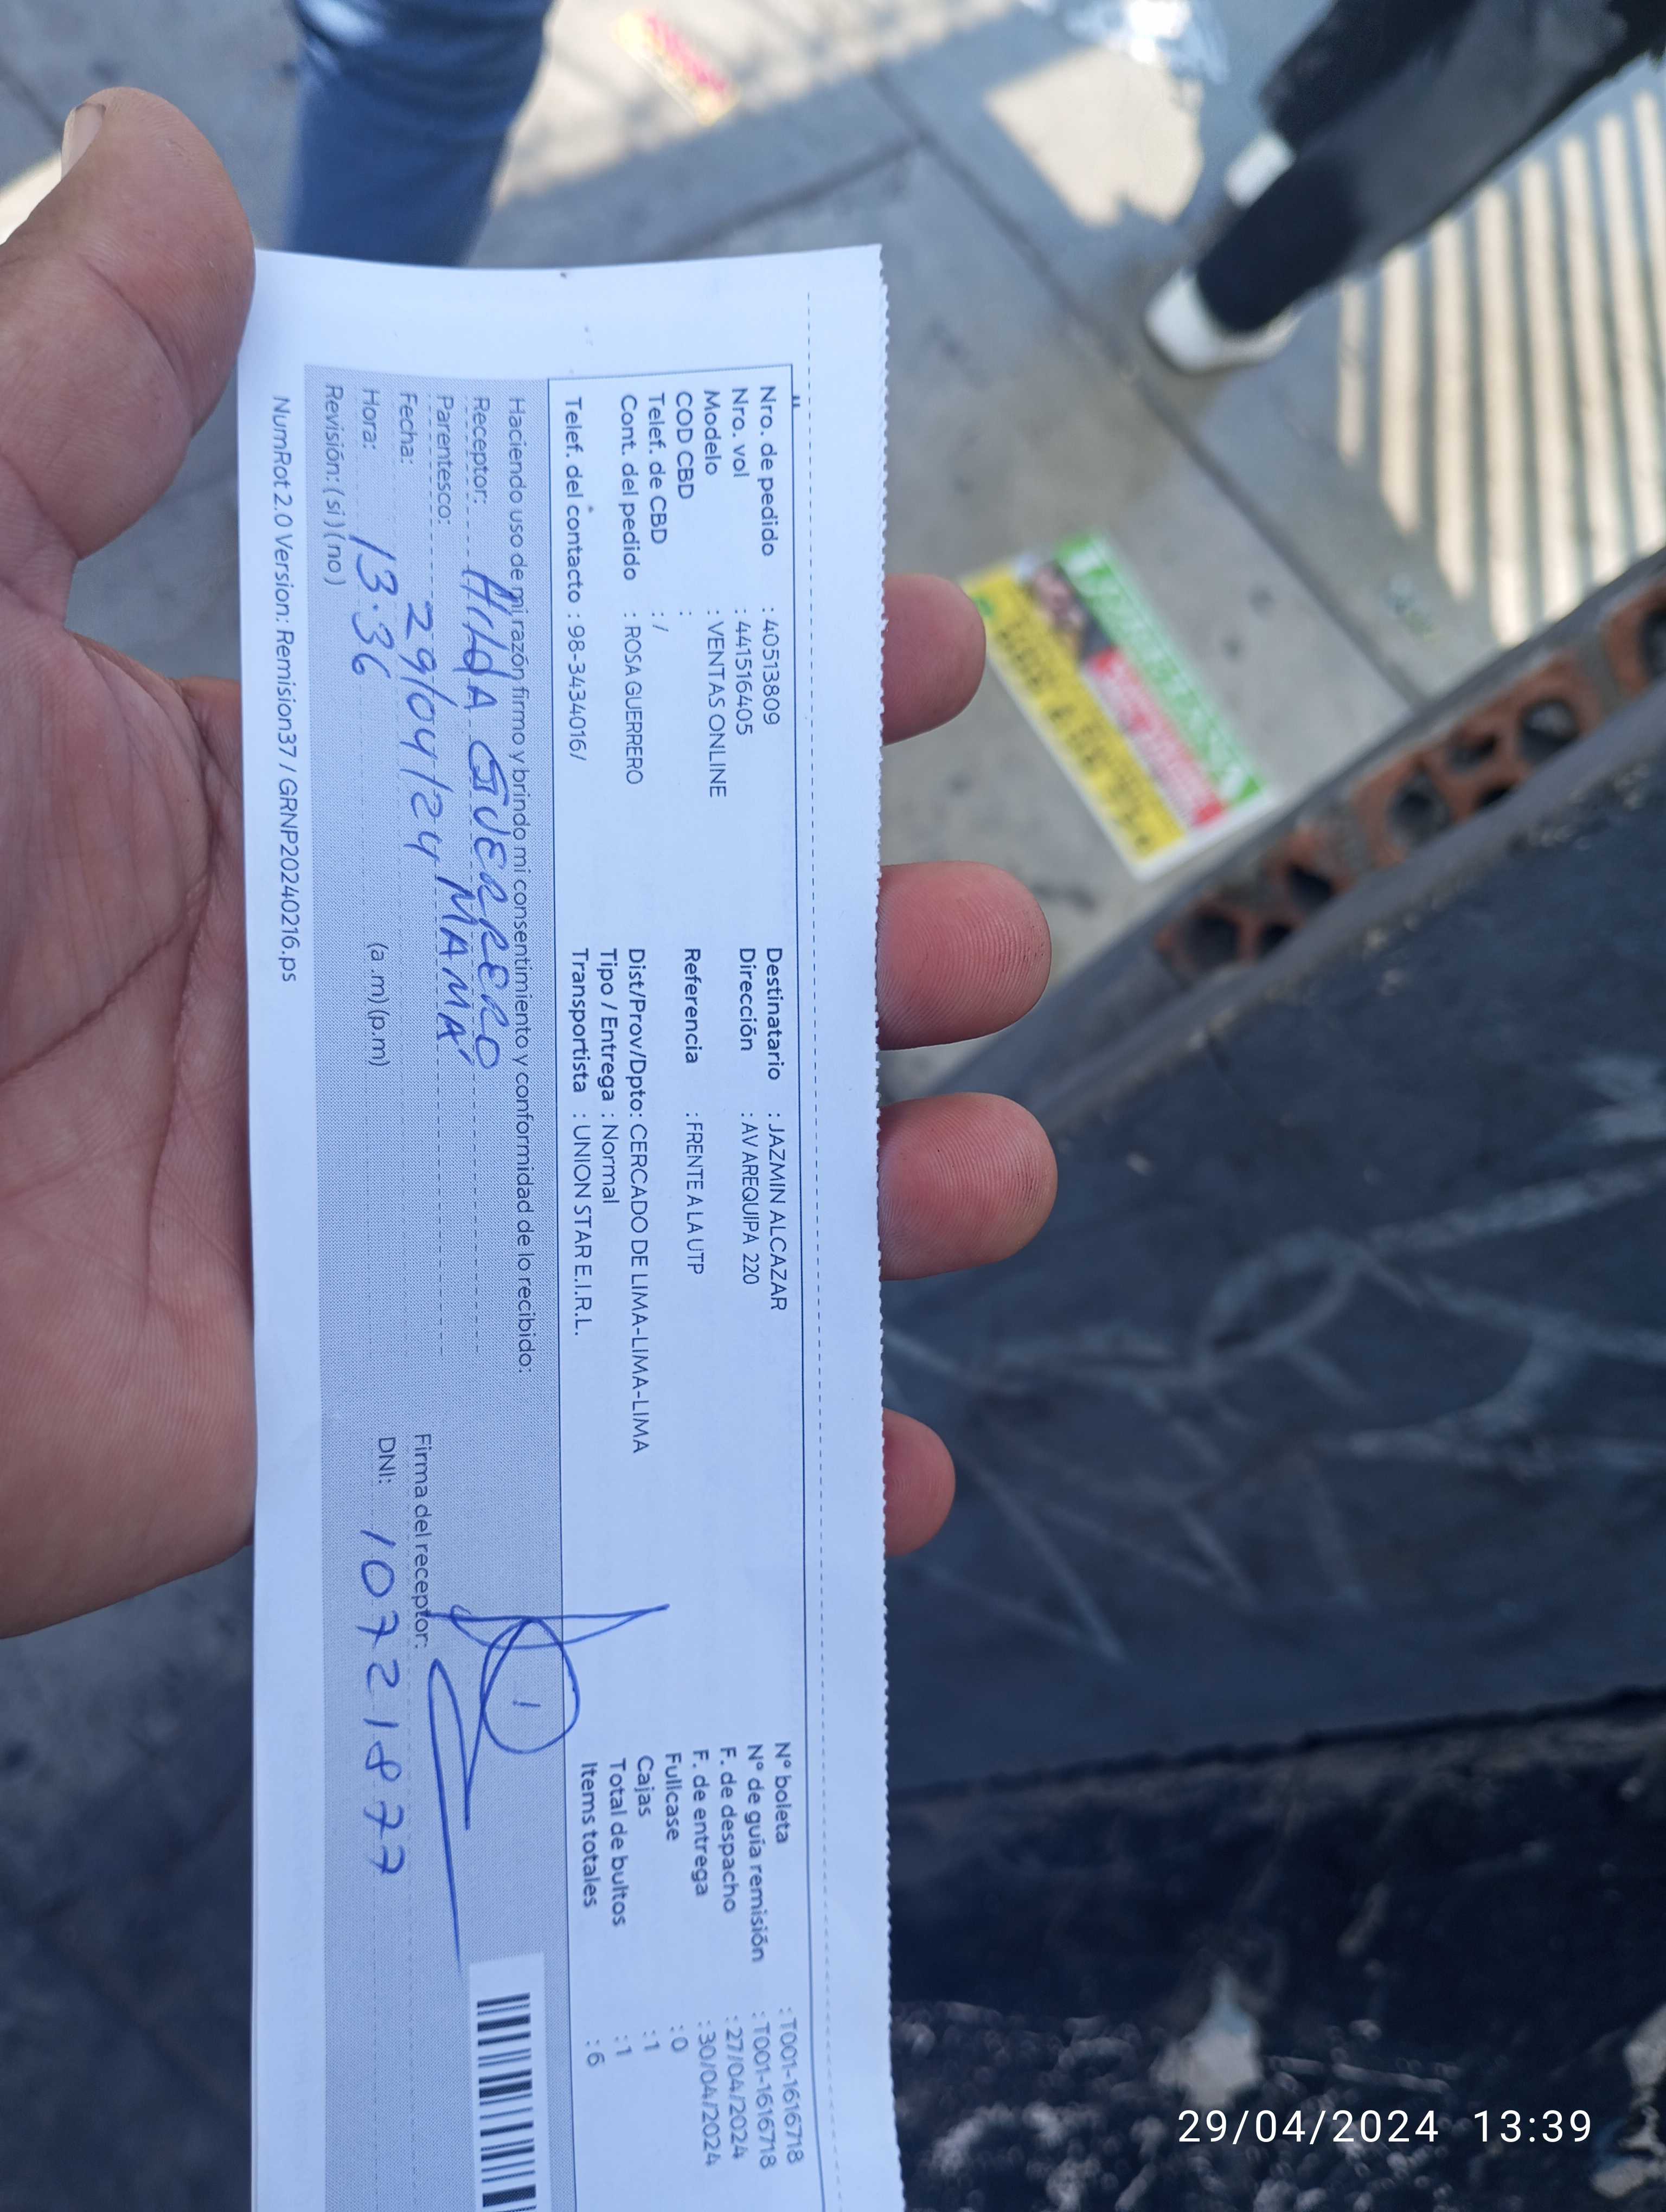 Nro. de pedido : 40513809
Nro. vol : 441516405
Modelo : VENTAS ONLINE
COD CBD :
Telef. de CBD : /
Cont. del pedido : ROSA GUERRERO
Telef. del contacto : 98-3434016/
Destinatario : JAZMIN ALCAZAR
Dirección : AV AREQUIPA 220
Referencia : FRENTE A LA UTP
Dist/Prov/Dpto: CERCADO DE LIMA-LIMA-LIMA
Tipo / Entrega : Normal
Transportista : UNION STAR E.I.R.L.
N° boleta : T001-1616718
N° de guía remisión : T001-1616718
F. de despacho : 27/04/2024
F. de entrega : 30/04/2024
Fullcase : 0
Cajas : 1
Total de bultos : 1
Items totales : 6
Haciendo uso de mi razón firmo y brindo mi consentimiento y conformidad de lo recibido:
Receptor: GUERRERO
Parentesco: MAMÁ
Fecha: 29/04/24
Hora: 13:36 (a.m) (p.m)
Revisión: (si) (no)
Firma del receptor:
DNI: 10721877
NumRot 2.0 Version: Remision37 / GRNP20240216.ps
29/04/2024 13:39